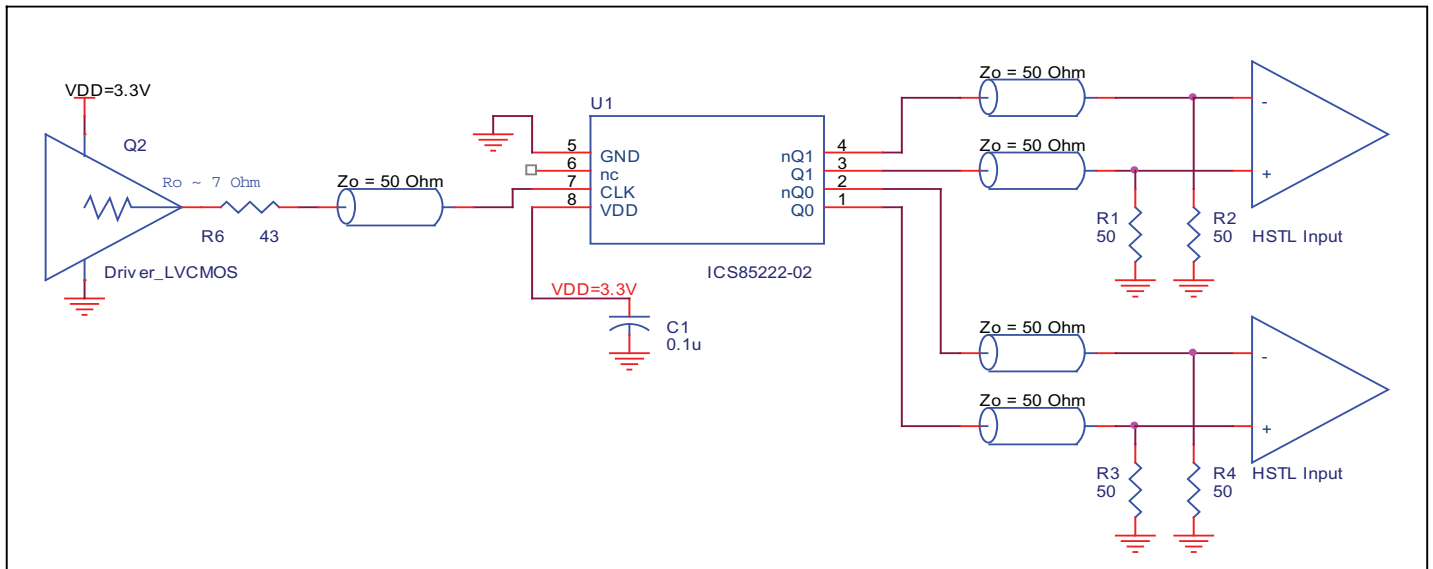 VDD=3.3V
Q2
Ro ~ 7 Ohm
R6 43
Driver_LVCMOS
Zo = 50 Ohm
U1
5 GND
6 nc
7 CLK
8 VDD
nQ1 4
Q1 3
nQ0 2
Q0 1
ICS85222-02
VDD=3.3V
C1
0.1u
Zo = 50 Ohm
Zo = 50 Ohm
-
+
R1
50
R2
50
HSTL Input
Zo = 50 Ohm
Zo = 50 Ohm
-
+
R3
50
R4
50
HSTL Input